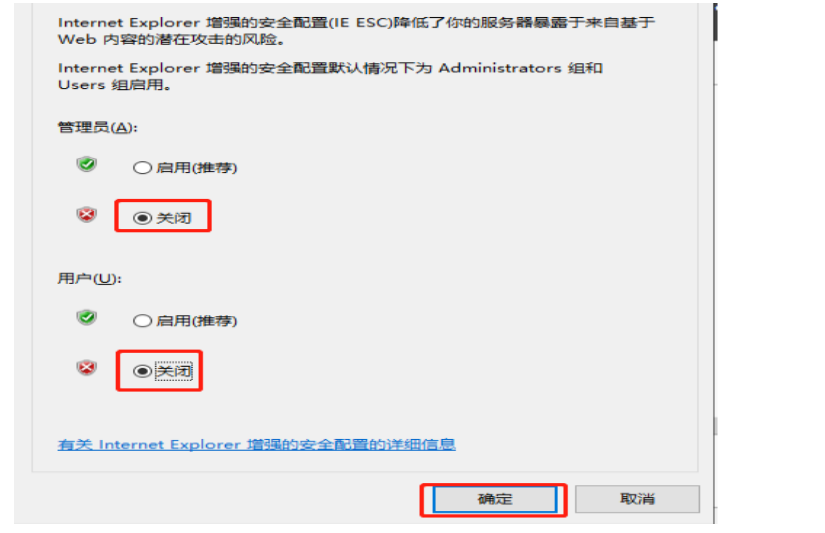 Internet Explorer 增强的安全配置(IE ESC)降低了你的服务器暴露于来自基于
Web 内容的潜在攻击的风险。
Internet Explorer 增强的安全配置默认情况下为 Administrators 组和
Users 组启用。
管理员(A):
启用(推荐)
关闭
用户(U):
启用(推荐)
关闭
有关 Internet Explorer 增强的安全配置的详细信息
确定 取消